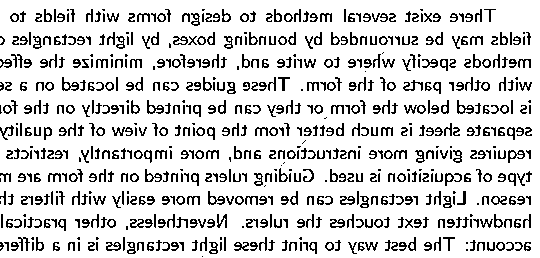 There exist several methods to design forms with fields to
fields may be surrounded by bounding boxes, by light rectangles o
methods specify where to write and, therefore, minimize the effe
with other parts of the form. These guides can be located on a se
is located below the form or they can be printed directly on the fo
separate sheet is much better from the point of view of the quality
requires giving more instructions and, more importantly, restricts
type of acquisition is used. Guiding rulers printed on the form are m
reason. Light rectangles can be removed more easily with filters th
handwritten text touches the rulers. Nevertheless, other practical
account: The best way to print these light rectangles is in a differe